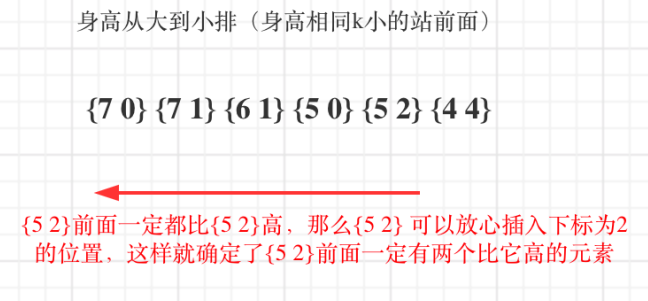 身高从大到小排（身高相同k小的站前面）
{7 0} {7 1} {6 1} {5 0} {5 2} {4 4}
{5 2}前面一定都比{5 2}高，那么{5 2} 可以放心插入下标为2
的位置，这样就确定了{5 2}前面一定有两个比它高的元素